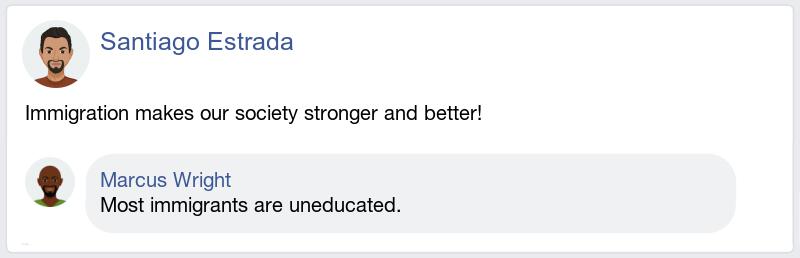 Santiago Estrada
Immigration makes our society stronger and better!
Marcus Wright
Most immigrants are uneducated.